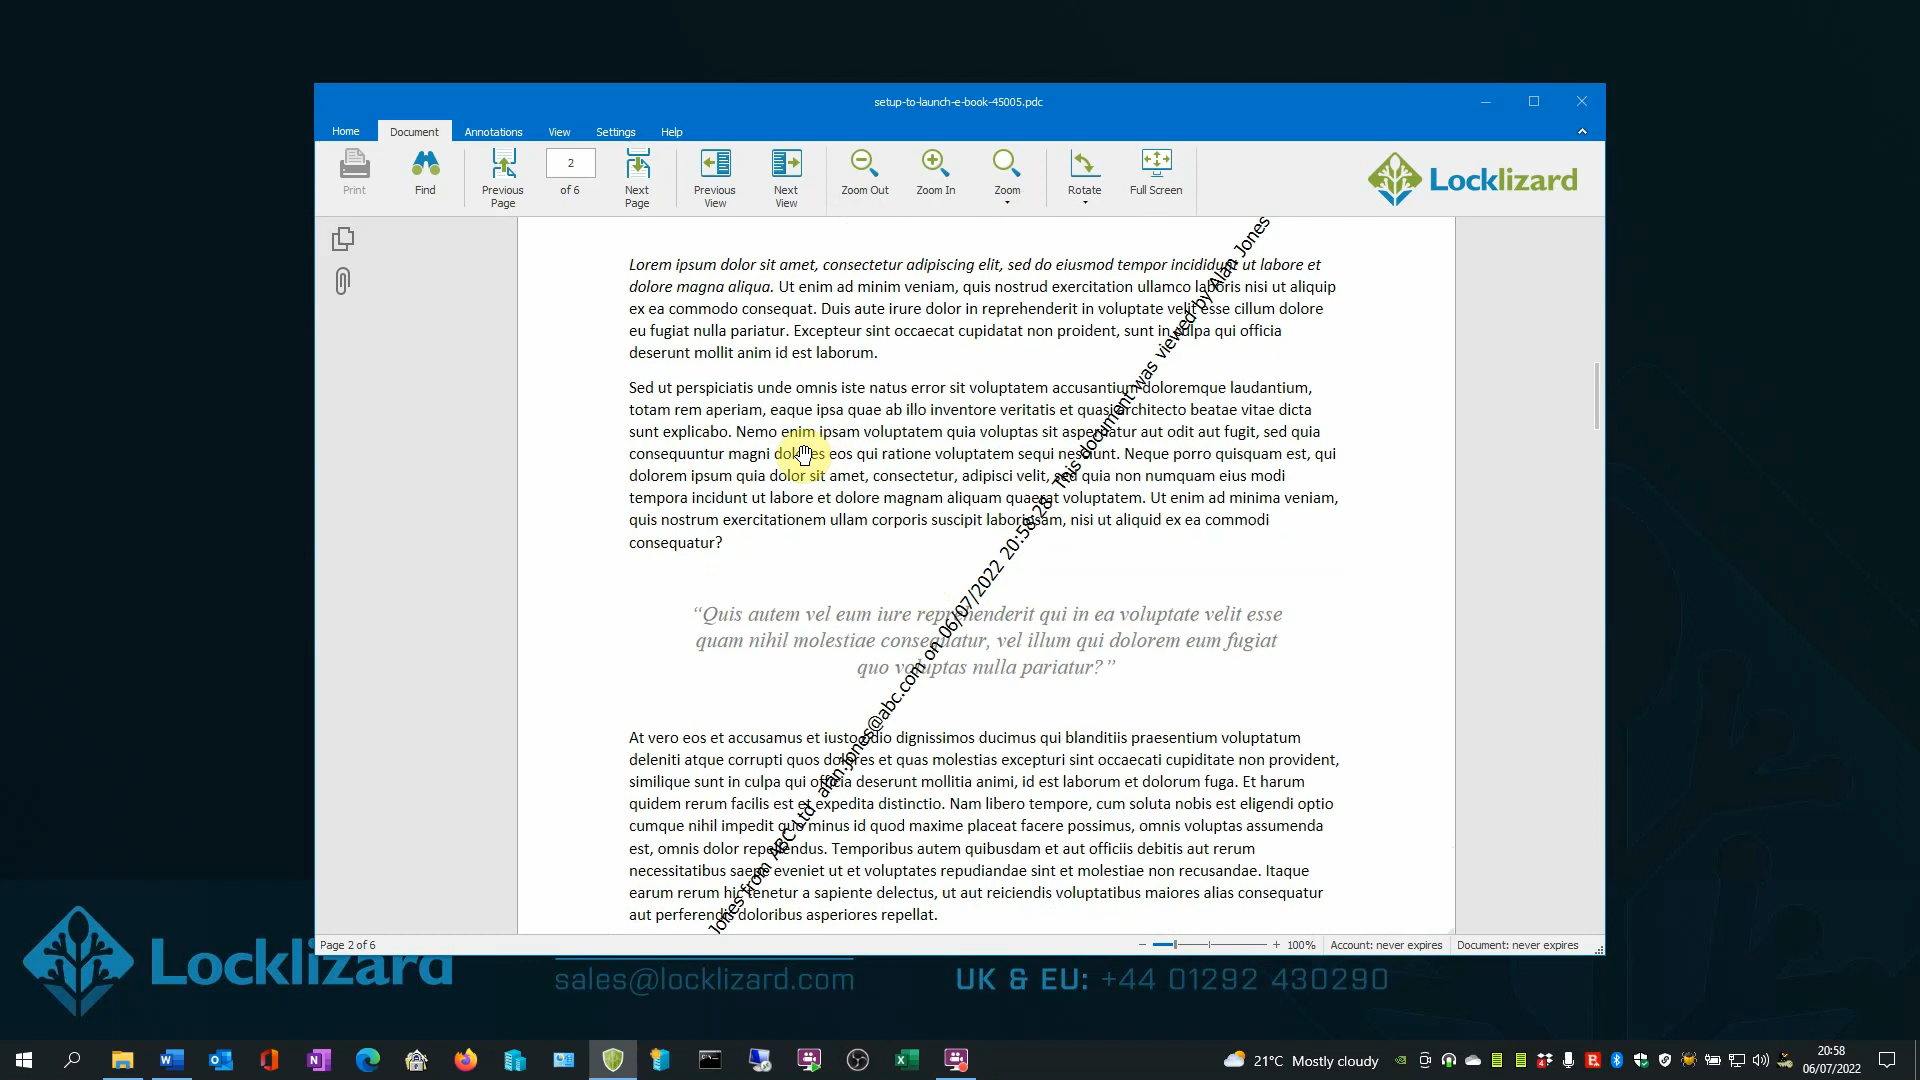 setup-to-launch-e-book-45005.pdc
Home Document Annotations View Settings Help
2
Print Find Previous Page of 6 Next Page Previous View Next View Zoom Out Zoom In Zoom Rotate Full Screen
Locklizard
Lorem ipsum dolor sit amet, consectetur adipiscing elit, sed do eiusmod tempor incididunt ut labore et
dolore magna aliqua. Ut enim ad minim veniam, quis nostrud exercitation ullamco laboris nisi ut aliquip
ex ea commodo consequat. Duis aute irure dolor in reprehenderit in voluptate velit esse cillum dolore
eu fugiat nulla pariatur. Excepteur sint occaecat cupidatat non proident, sunt in culpa qui officia
deserunt mollit anim id est laborum.
Sed ut perspiciatis unde omnis iste natus error sit voluptatem accusantium doloremque laudantium,
totam rem aperiam, eaque ipsa quae ab illo inventore veritatis et quasi architecto beatae vitae dicta
sunt explicabo. Nemo enim ipsam voluptatem quia voluptas sit aspernatur aut odit aut fugit, sed quia
consequuntur magni dolores eos qui ratione voluptatem sequi nesciunt. Neque porro quisquam est, qui
dolorem ipsum quia dolor sit amet, consectetur, adipisci velit, sed quia non numquam eius modi
tempora incidunt ut labore et dolore magnam aliquam quaerat voluptatem. Ut enim ad minima veniam,
quis nostrum exercitationem ullam corporis suscipit laboriosam, nisi ut aliquid ex ea commodi
consequatur?
“Quis autem vel eum iure reprehenderit qui in ea voluptate velit esse
quam nihil molestiae consequatur, vel illum qui dolorem eum fugiat
quo voluptas nulla pariatur?”
At vero eos et accusamus et iusto odio dignissimos ducimus qui blanditiis praesentium voluptatum
deleniti atque corrupti quos dolores et quas molestias excepturi sint occaecati cupiditate non provident,
similique sunt in culpa qui officia deserunt mollitia animi, id est laborum et dolorum fuga. Et harum
quidem rerum facilis est et expedita distinctio. Nam libero tempore, cum soluta nobis est eligendi optio
cumque nihil impedit quo minus id quod maxime placeat facere possimus, omnis voluptas assumenda
est, omnis dolor repellendus. Temporibus autem quibusdam et aut officiis debitis aut rerum
necessitatibus saepe eveniet ut et voluptates repudiandae sint et molestiae non recusandae. Itaque
earum rerum hic tenetur a sapiente delectus, ut aut reiciendis voluptatibus maiores alias consequatur
aut perferendis doloribus asperiores repellat.
Jones from ABC Ltd alan.jones@abc.com on 06/07/2022 20:58:28 This document was viewed by Alan Jones
Page 2 of 6 100% Account: never expires Document: never expires
Locklizard
sales@locklizard.com UK & EU: +44 01292 430290
21°C Mostly cloudy
20:58
06/07/2022